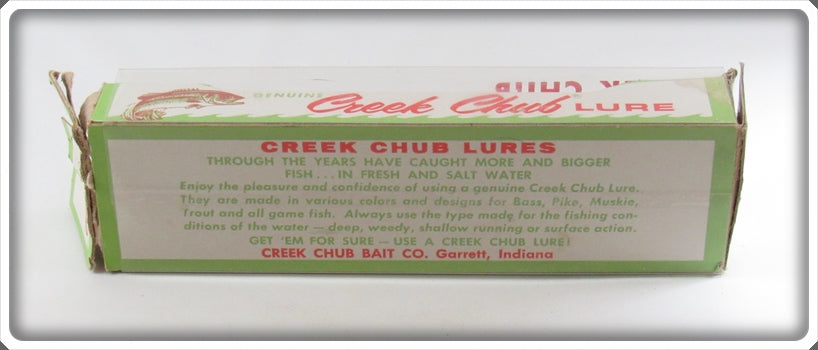 GENUINE Creek Chub LURE
CREEK CHUB LURES
THROUGH THE YEARS HAVE CAUGHT MORE AND BIGGER
FISH... IN FRESH AND SALT WATER
Enjoy the pleasure and confidence of using a genuine Creek Chub Lure.
They are made in various colors and designs for Bass, Pike, Muskie,
Trout and all game fish. Always use the type made for the fishing con-
ditions of the water — deep, weedy, shallow running or surface action.
GET 'EM FOR SURE — USE A CREEK CHUB LURE!
CREEK CHUB BAIT CO. Garrett, Indiana